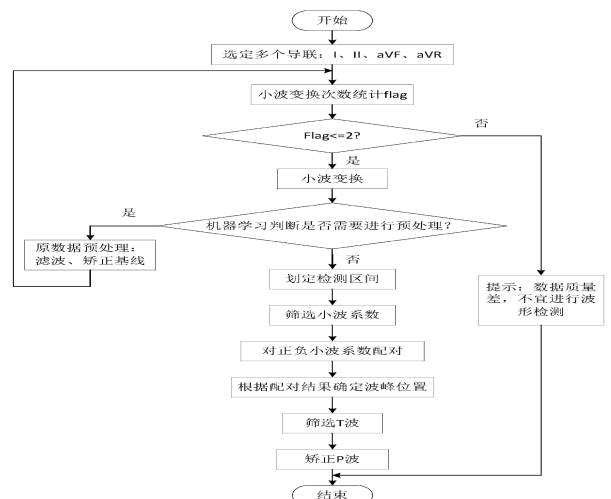 开始
选定多个导联：I、II、aVF、aVR
小波变换次数统计flag
否
Flag<=2?
是
小波变换
是
机器学习判断是否需要进行预处理?
原数据预处理：
滤波、矫正基线
否
划定检测区间
提示：数据质量
差，不宜进行波
形检测
筛选小波系数
对正负小波系数配对
根据配对结果确定波峰位置
筛选T波
矫正P波
结束